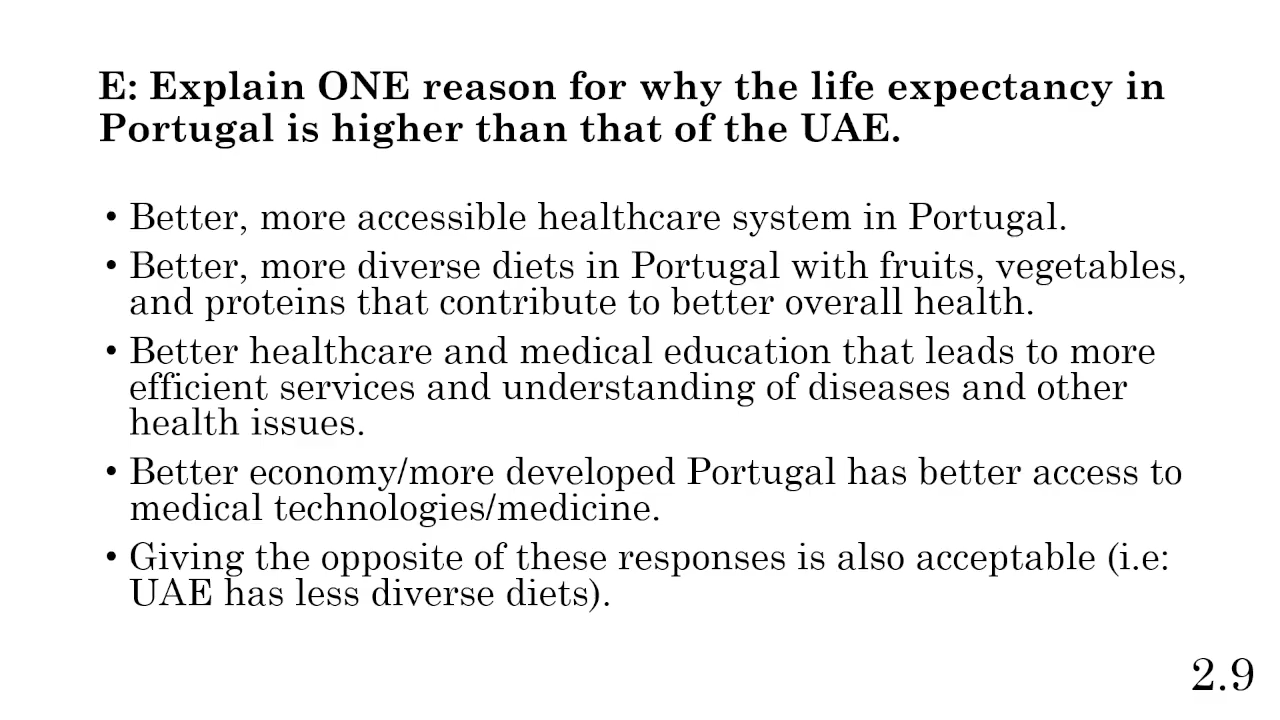 E: Explain ONE reason for why the life expectancy in
Portugal is higher than that of the UAE.
• Better, more accessible healthcare system in Portugal.
• Better, more diverse diets in Portugal with fruits, vegetables,
and proteins that contribute to better overall health.
• Better healthcare and medical education that leads to more
efficient services and understanding of diseases and other
health issues.
• Better economy/more developed Portugal has better access to
medical technologies/medicine.
• Giving the opposite of these responses is also acceptable (i.e:
UAE has less diverse diets).
2.9